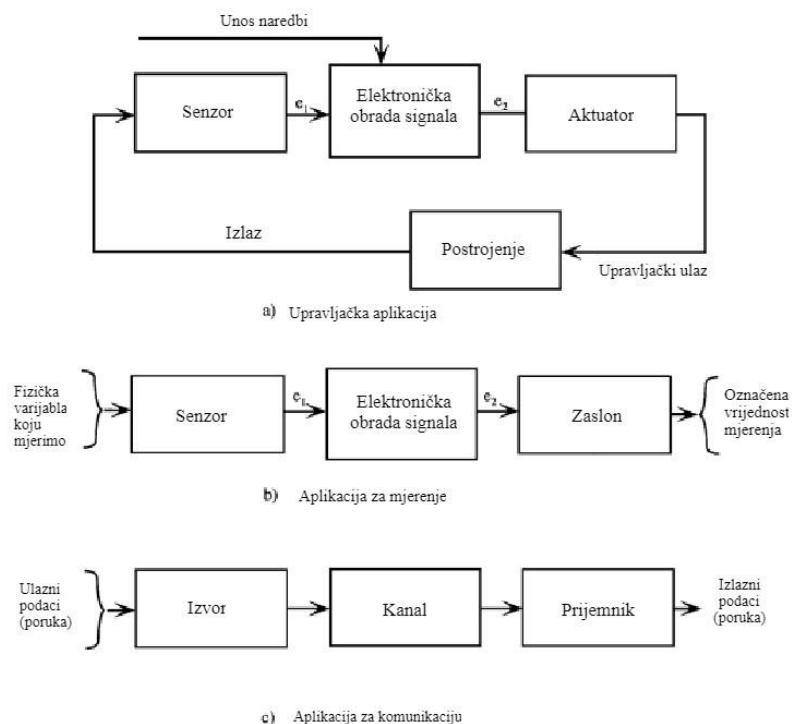 Unos naredbi
Senzor
e1
Elektronička
obrada signala
e2
Aktuator
Izlaz
Postrojenje
Upravljački ulaz
a) Upravljačka aplikacija
Fizička
varijabla
koju
mjerimo
Senzor
e1
Elektronička
obrada signala
e2
Zaslon
Označena
vrijednost
mjerenja
b) Aplikacija za mjerenje
Ulazni
podaci
(poruka)
Izvor
Kanal
Prijemnik
Izlazni
podaci
(poruka)
c) Aplikacija za komunikaciju